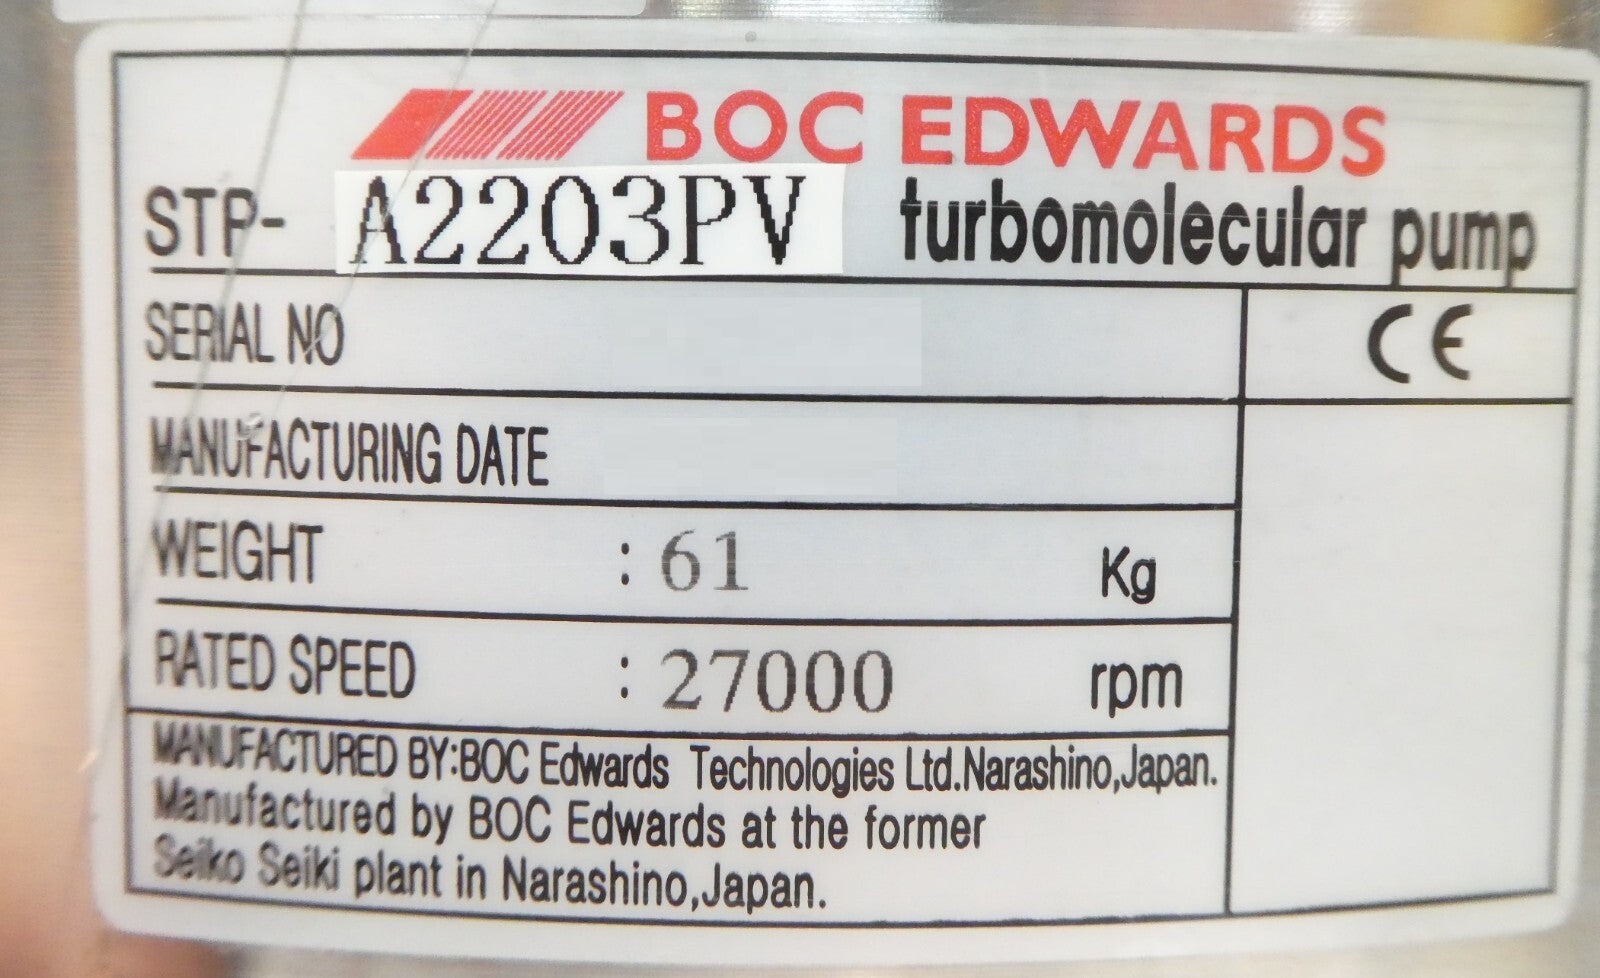 BOC EDWARDS
STP- A2203PV turbomolecular pump
SERIAL NO CE
MANUFACTURING DATE
WEIGHT : 61 Kg
RATED SPEED : 27000 rpm
MANUFACTURED BY:BOC Edwards Technologies Ltd.Narashino,Japan.
Manufactured by BOC Edwards at the former
Seiko Seiki plant in Narashino,Japan.